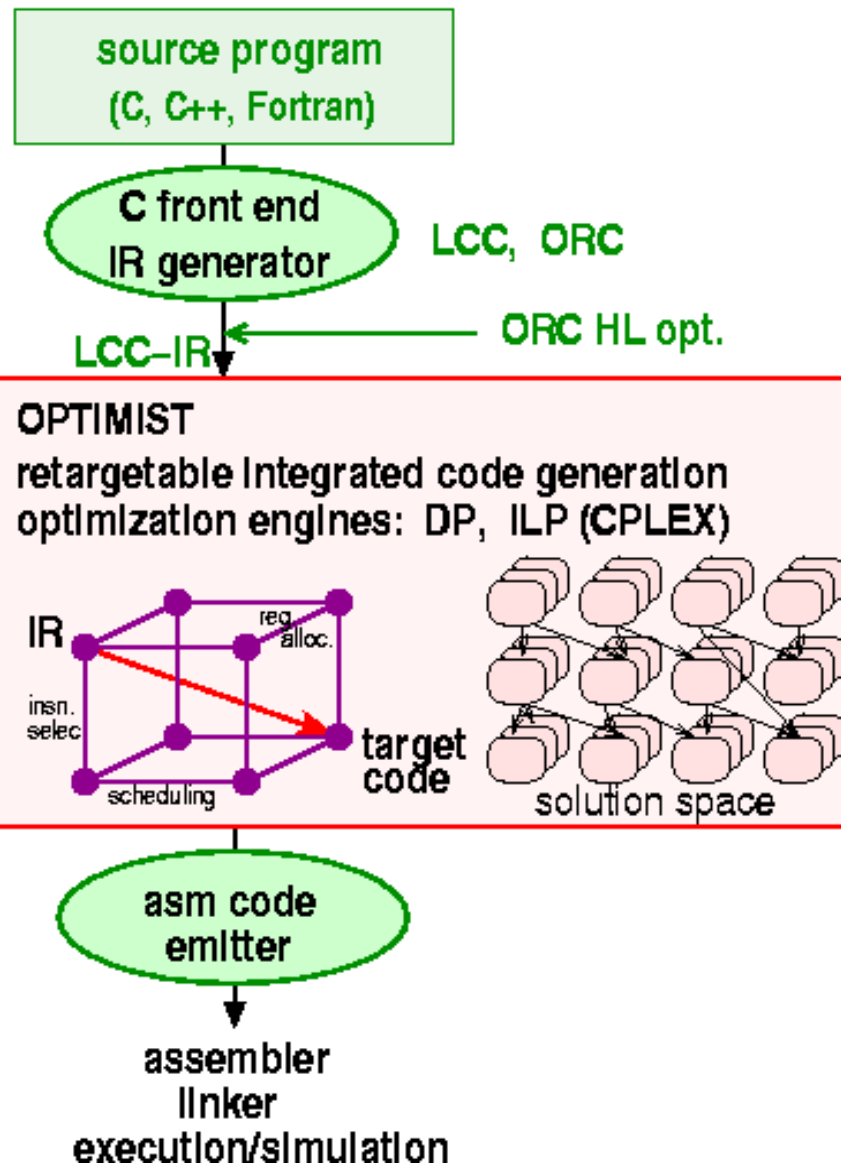 source program
(C, C++, Fortran)
C front end
IR generator
LCC, ORC
ORC HL opt.
LCC-IR
OPTIMIST
retargetable integrated code generation
optimization engines: DP, ILP (CPLEX)
IR
reg.
alloc.
insn.
selec
target
code
scheduling
solution space
asm code
emitter
assembler
linker
execution/simulation